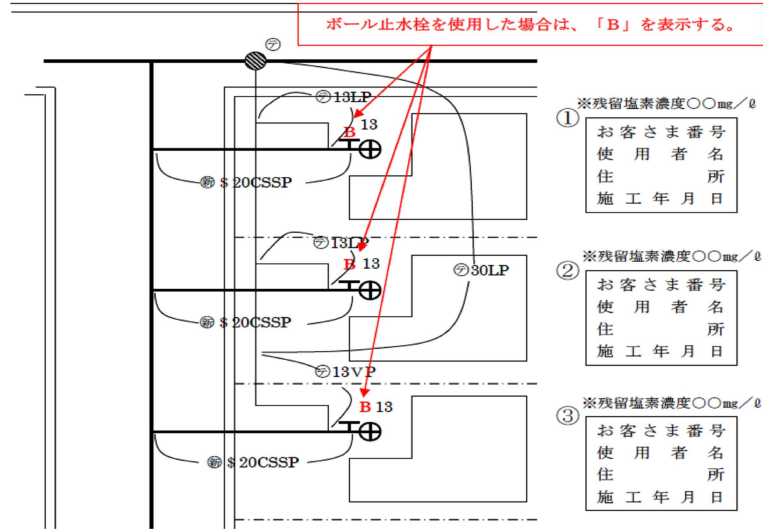 ボール止水栓を使用した場合は、「B」を表示する。
㋢
㋢13LP
B 13
㊟＄20CSSP
※残留塩素濃度○○mg／ℓ
①
お客さま番号
使用者名
住所
施工年月日
㋢13LP
B 13
㋢30LP
＄20CSSP
※残留塩素濃度○○mg／ℓ
②
お客さま番号
使用者名
住所
施工年月日
㋢13VP
B 13
＄20CSSP
※残留塩素濃度○○mg／ℓ
③
お客さま番号
使用者名
住所
施工年月日